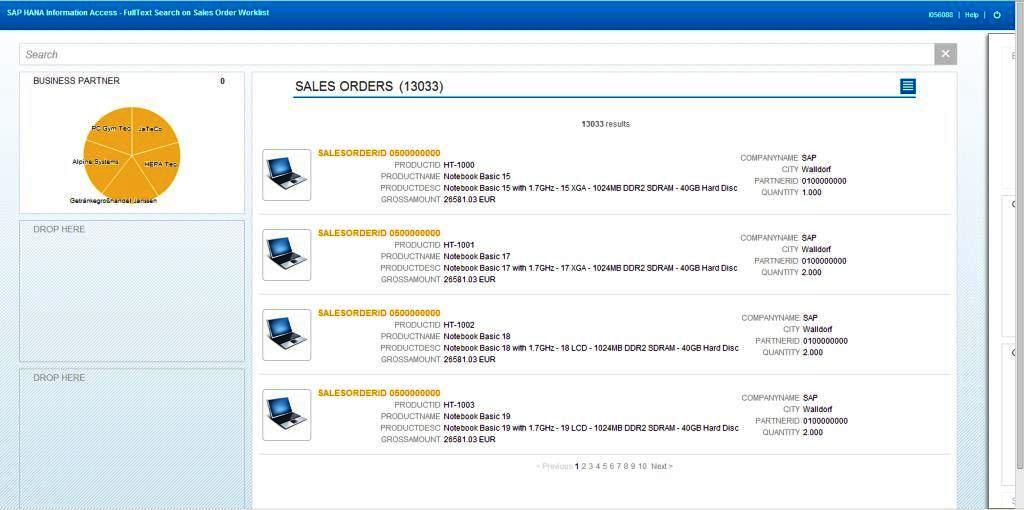 SAP HANA Information Access - FullText Search on Sales Order Worklist
I056088 | Help |
Search
BUSINESS PARTNER 0
PC Gym Tec JaTeCo
Alpine Systems HEPA Tec
Getränkegroßhandel Janssen
DROP HERE
DROP HERE
SALES ORDERS (13033)
13033 results
SALESORDERID 0500000000
PRODUCTID HT-1000
PRODUCTNAME Notebook Basic 15
PRODUCTDESC Notebook Basic 15 with 1.7GHz - 15 XGA - 1024MB DDR2 SDRAM - 40GB Hard Disc
GROSSAMOUNT 26581.03 EUR
COMPANYNAME SAP
CITY Walldorf
PARTNERID 0100000000
QUANTITY 1.000
SALESORDERID 0500000000
PRODUCTID HT-1001
PRODUCTNAME Notebook Basic 17
PRODUCTDESC Notebook Basic 17 with 1.7GHz - 17 XGA - 1024MB DDR2 SDRAM - 40GB Hard Disc
GROSSAMOUNT 26581.03 EUR
COMPANYNAME SAP
CITY Walldorf
PARTNERID 0100000000
QUANTITY 2.000
SALESORDERID 0500000000
PRODUCTID HT-1002
PRODUCTNAME Notebook Basic 18
PRODUCTDESC Notebook Basic 18 with 1.7GHz - 18 LCD - 1024MB DDR2 SDRAM - 40GB Hard Disc
GROSSAMOUNT 26581.03 EUR
COMPANYNAME SAP
CITY Walldorf
PARTNERID 0100000000
QUANTITY 2.000
SALESORDERID 0500000000
PRODUCTID HT-1003
PRODUCTNAME Notebook Basic 19
PRODUCTDESC Notebook Basic 19 with 1.7GHz - 19 LCD - 1024MB DDR2 SDRAM - 40GB Hard Disc
GROSSAMOUNT 26581.03 EUR
COMPANYNAME SAP
CITY Walldorf
PARTNERID 0100000000
QUANTITY 2.000
< Previous 1 2 3 4 5 6 7 8 9 10 Next >